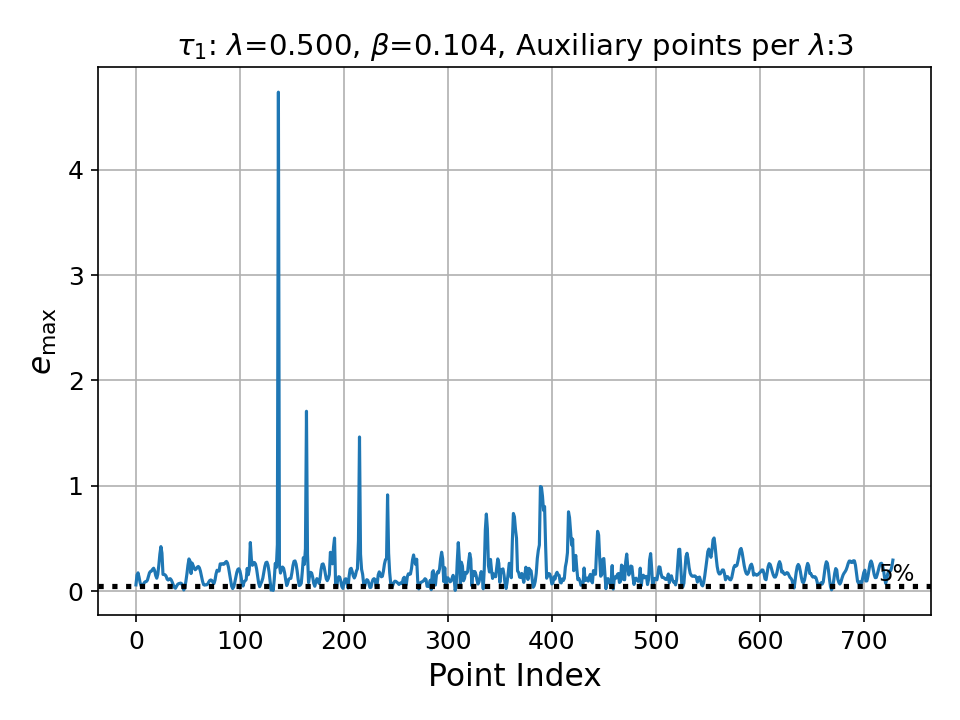 τ₁: λ=0.500, β=0.104, Auxiliary points per λ:3
e_max
4
3
2
1
0
5%
0 100 200 300 400 500 600 700
Point Index